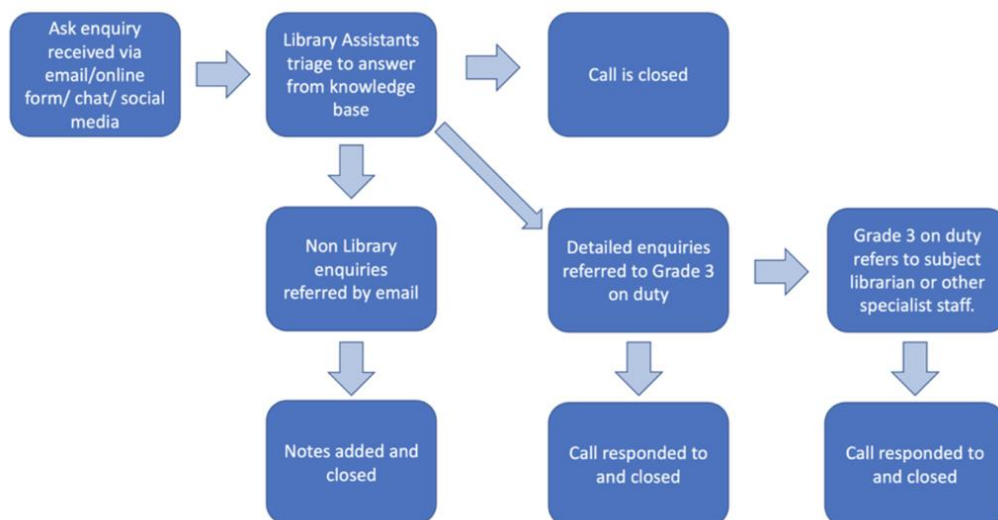 Ask enquiry
received via
email/online
form/ chat/ social
media
Library Assistants
triage to answer
from knowledge
base
Call is closed
Non Library
enquiries
referred by email
Detailed enquiries
referred to Grade 3
on duty
Grade 3 on duty
refers to subject
librarian or other
specialist staff.
Notes added and
closed
Call responded to
and closed
Call responded to
and closed